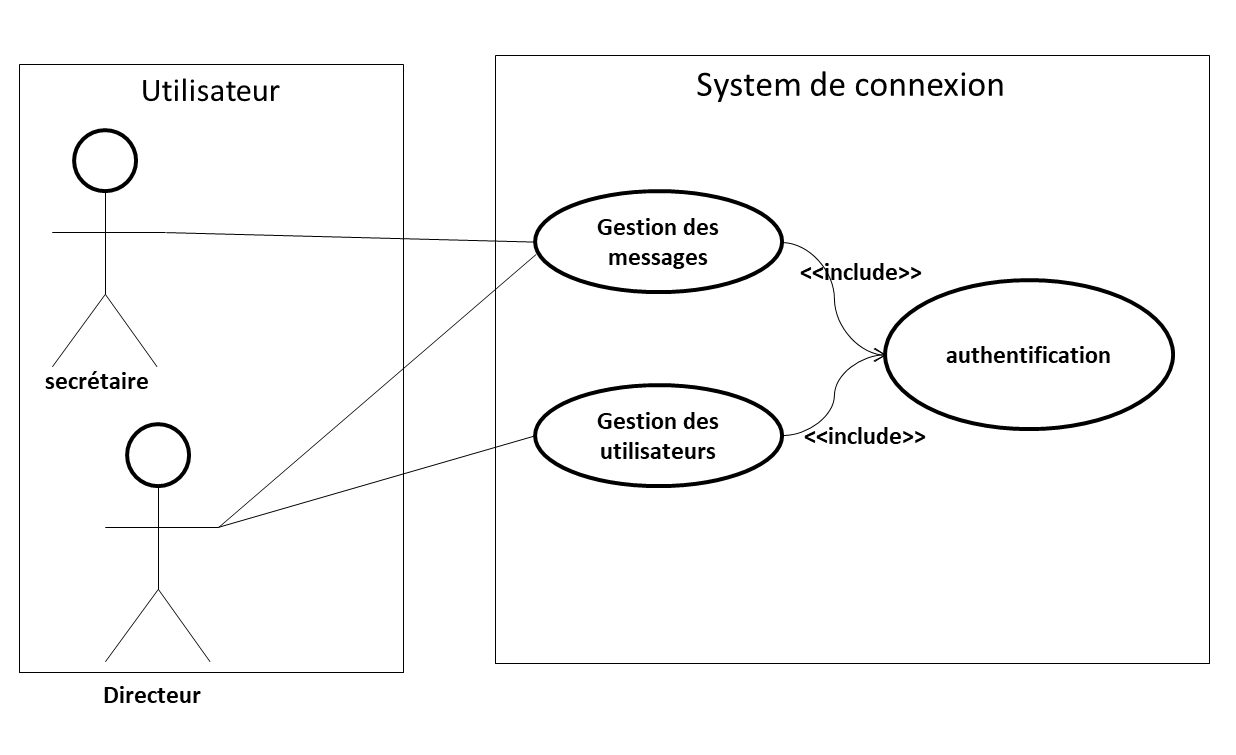 Utilisateur
System de connexion
Gestion des
messages
<<include>>
authentification
secrétaire
Gestion des
utilisateurs
<<include>>
Directeur